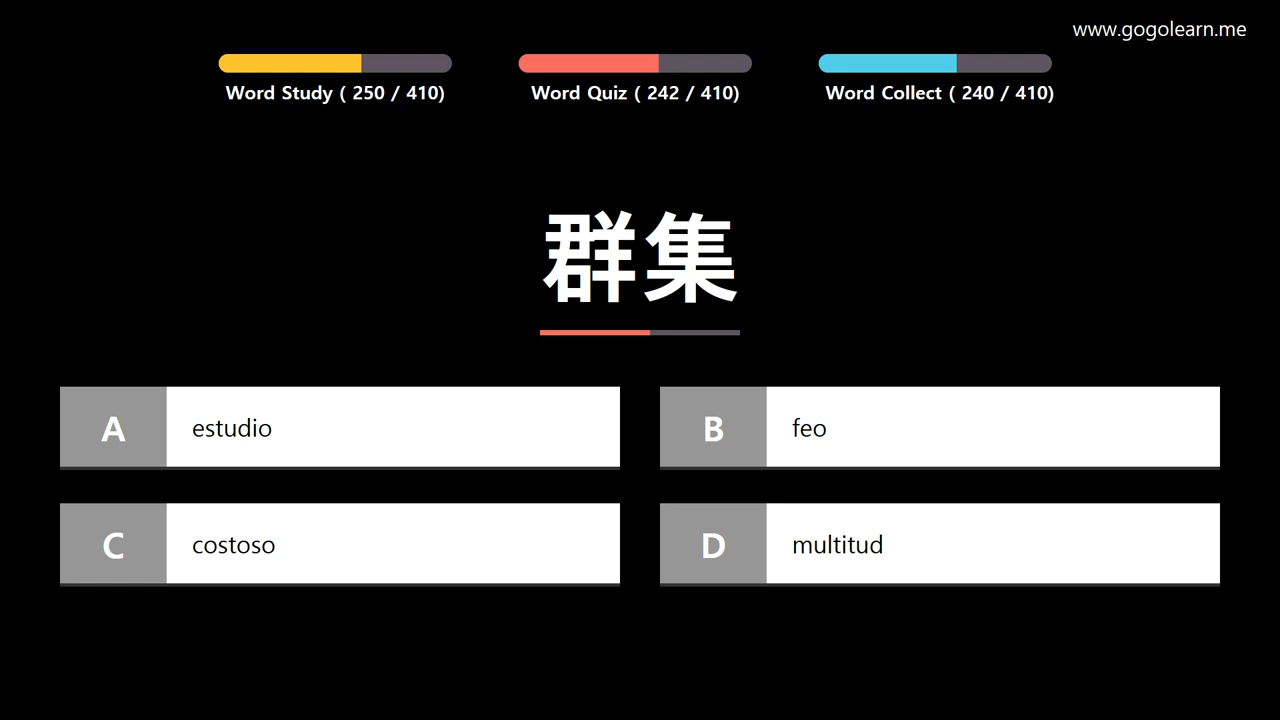 www.gogolearn.me
Word Study ( 250 / 410)
Word Quiz ( 242 / 410)
Word Collect ( 240 / 410)
群集
A estudio
B feo
C costoso
D multitud